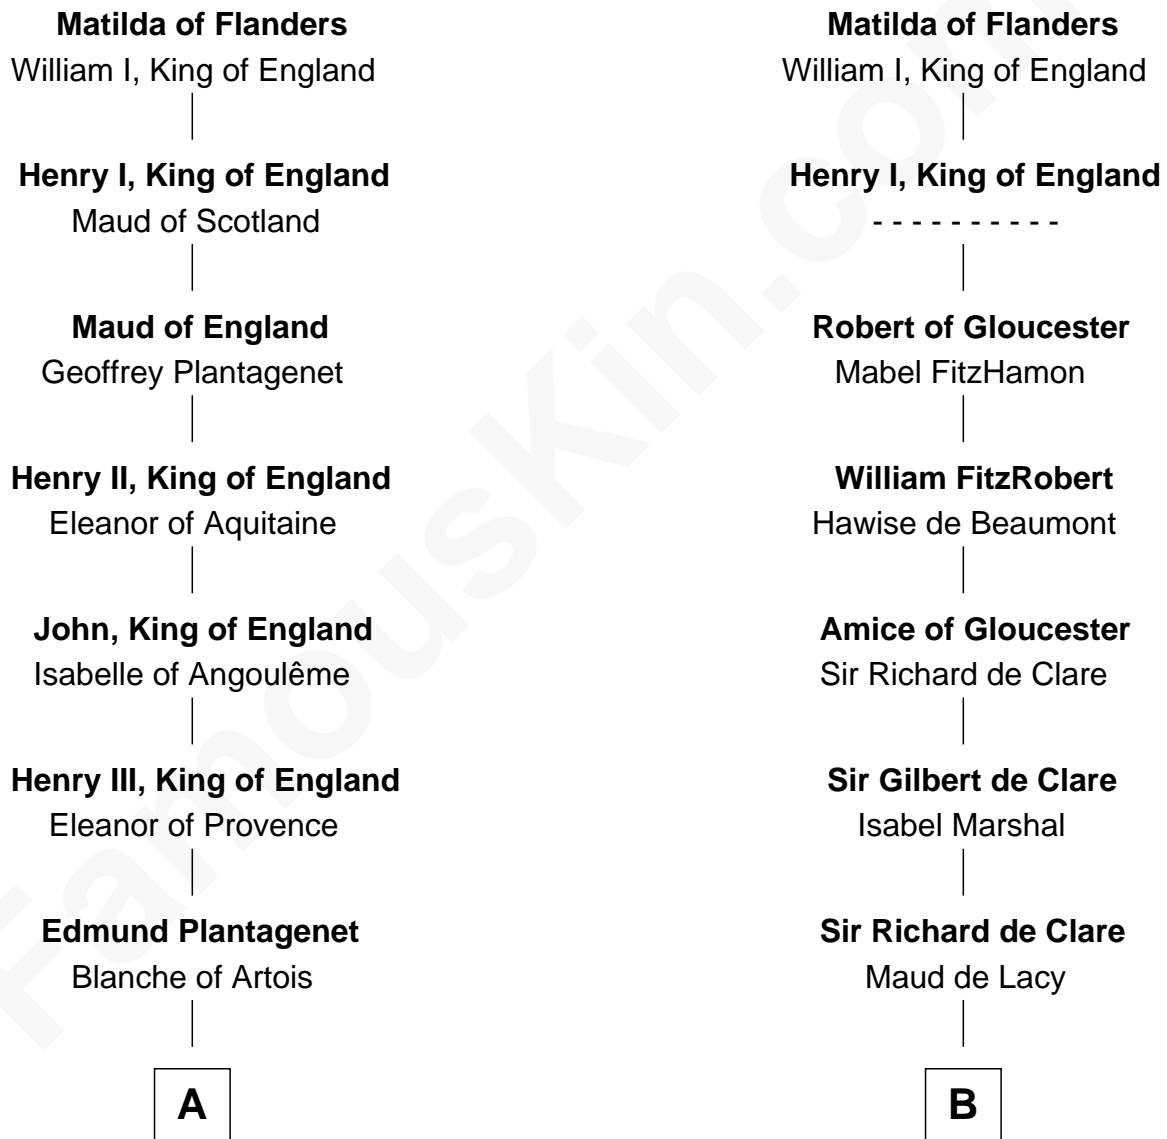 Matilda of Flanders
William I, King of England
Henry I, King of England
Maud of Scotland
Maud of England
Geoffrey Plantagenet
Henry II, King of England
Eleanor of Aquitaine
John, King of England
Isabelle of Angoulême
Henry III, King of England
Eleanor of Provence
Edmund Plantagenet
Blanche of Artois
A
Matilda of Flanders
William I, King of England
Henry I, King of England
- - - - - - - - - -
Robert of Gloucester
Mabel FitzHamon
William FitzRobert
Hawise de Beaumont
Amice of Gloucester
Sir Richard de Clare
Sir Gilbert de Clare
Isabel Marshal
Sir Richard de Clare
Maud de Lacy
B
FamousKin.com